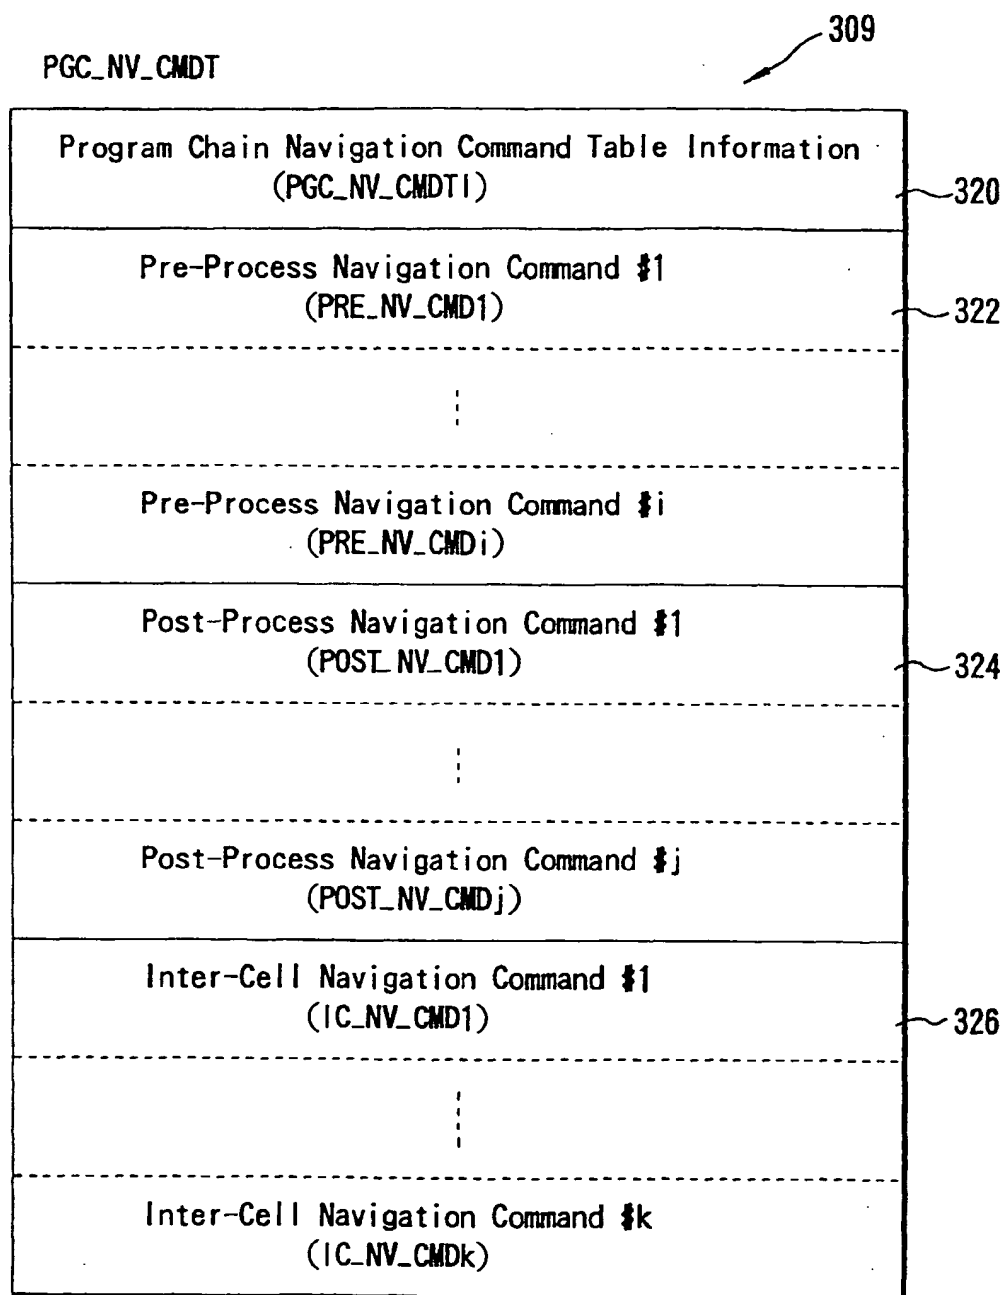 309
PGC_NV_CMDT
Program Chain Navigation Command Table Information
(PGC_NV_CMDTI)
320
Pre-Process Navigation Command #1
(PRE_NV_CMD1)
322
Pre-Process Navigation Command #i
(PRE_NV_CMDi)
Post-Process Navigation Command #1
(POST_NV_CMD1)
324
Post-Process Navigation Command #j
(POST_NV_CMDj)
Inter-Cell Navigation Command #1
(IC_NV_CMD1)
326
Inter-Cell Navigation Command #k
(IC_NV_CMDk)